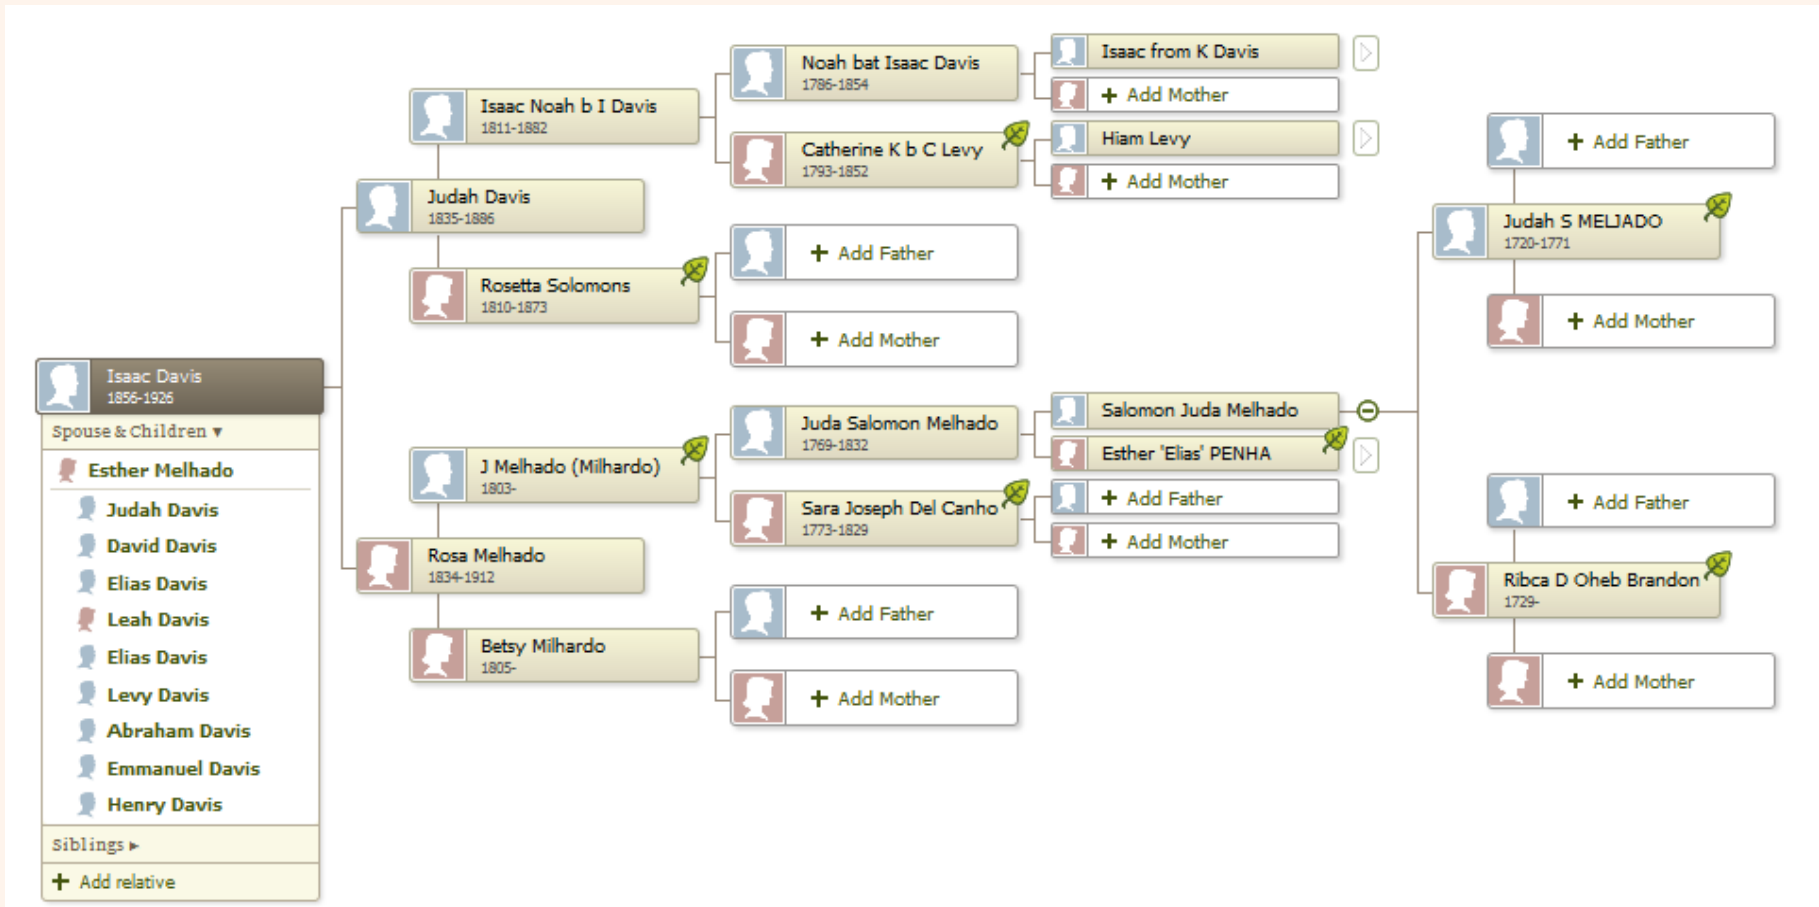 Isaac Davis
1856-1926
Spouse & Children ▾
Esther Melhado
Judah Davis
David Davis
Elias Davis
Leah Davis
Elias Davis
Levy Davis
Abraham Davis
Emmanuel Davis
Henry Davis
Siblings ▸
+ Add relative
Judah Davis
1835-1886
Rosa Melhado
1834-1912
Isaac Noah b I Davis
1811-1882
Rosetta Solomons
1810-1873
J Melhado (Milhardo)
1803-
Betsy Milhardo
1805-
Noah bat Isaac Davis
1786-1854
Catherine K b C Levy
1793-1852
+ Add Father
+ Add Mother
Juda Salomon Melhado
1769-1832
Sara Joseph Del Canho
1773-1829
+ Add Father
+ Add Mother
Isaac from K Davis
+ Add Mother
Hiam Levy
+ Add Mother
Salomon Juda Melhado
Esther 'Elias' PENHA
+ Add Father
+ Add Mother
+ Add Father
Judah S MELJADO
1720-1771
+ Add Mother
+ Add Father
Ribca D Oheb Brandon
1729-
+ Add Mother